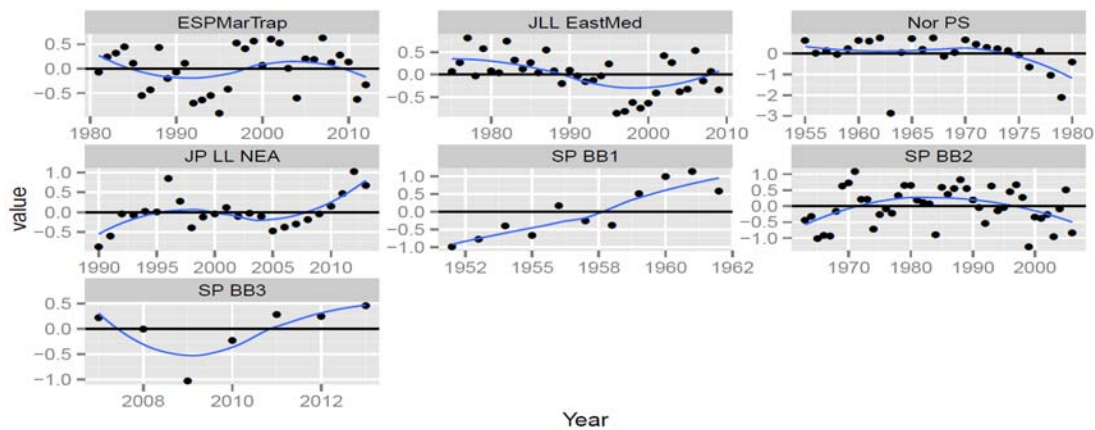 ESPMarTrap JLL EastMed Nor PS
0.5
0.0
−0.5
1980 1990 2000 2010
0.5
0.0
−0.5
1980 1990 2000 2010
1
0
−1
−2
−3
1955 1960 1965 1970 1975 1980
JP LL NEA SP BB1 SP BB2
value
1.0
0.5
0.0
−0.5
1990 1995 2000 2005 2010
1.0
0.5
0.0
−0.5
−1.0
1952 1954 1956 1958 1960 1962
1.0
0.5
0.0
−0.5
−1.0
1970 1980 1990 2000
SP BB3
0.5
0.0
−0.5
−1.0
2008 2010 2012
Year